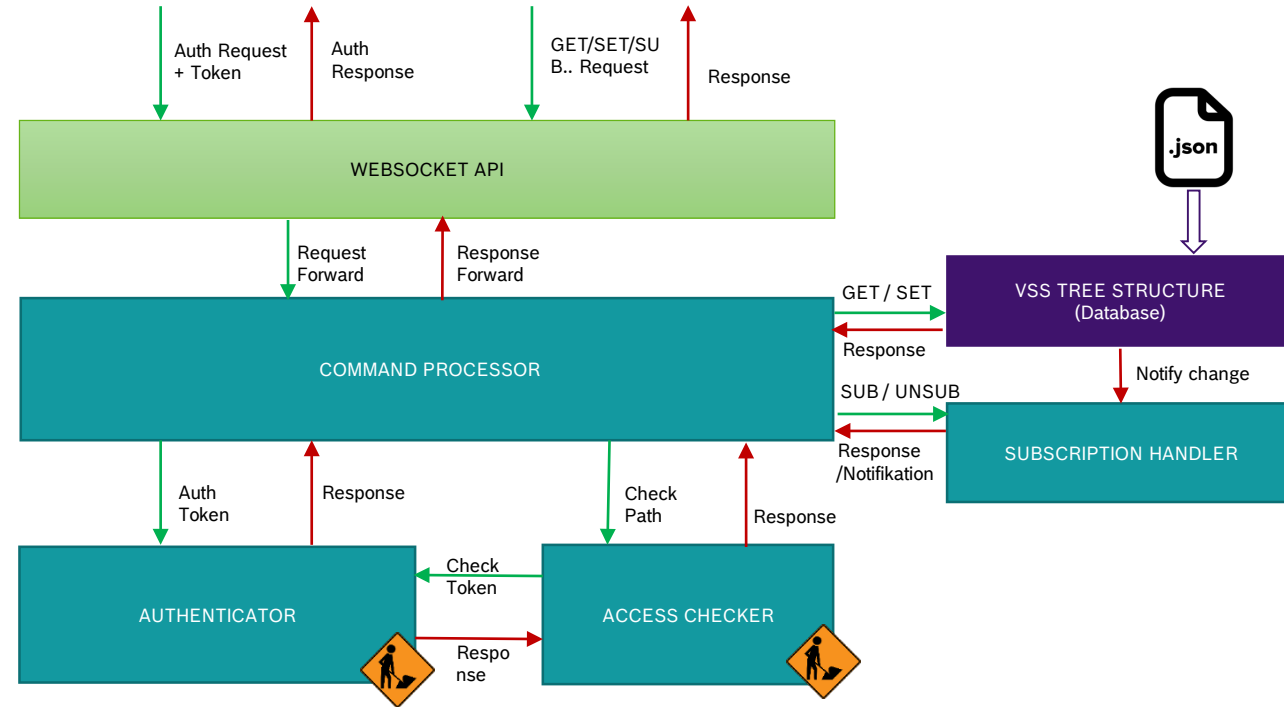 Auth Request
+ Token
Auth
Response
GET/SET/SU
B.. Request
Response
.json
WEBSOCKET API
Request
Forward
Response
Forward
GET / SET
VSS TREE STRUCTURE
(Database)
Response
COMMAND PROCESSOR
Notify change
SUB / UNSUB
Response
/Notifikation
SUBSCRIPTION HANDLER
Auth
Token
Response
Check
Path
Response
Check
Token
AUTHENTICATOR
ACCESS CHECKER
Respo
nse